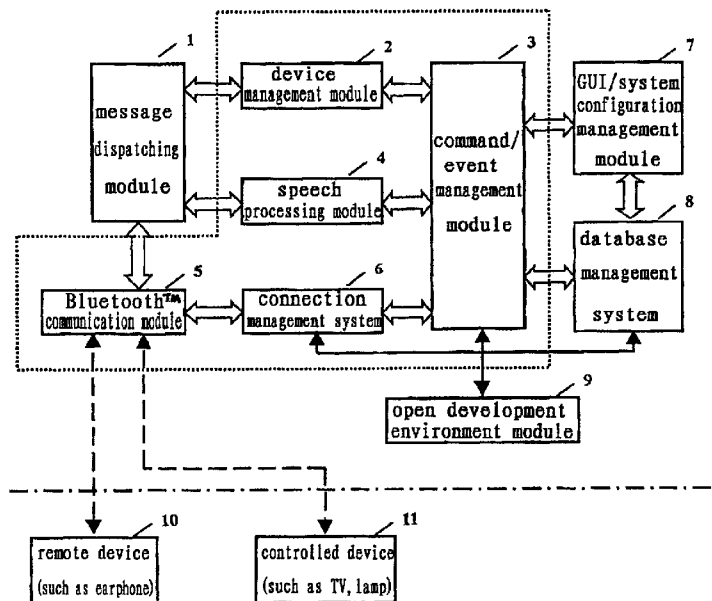 1
message
dispatching
module
2
device
management module
3
command/
event
management
module
7
GUI/system
configuration
management
module
4
speech
processing module
8
database
management
system
5
Bluetooth™
communication module
6
connection
management system
9
open development
environment module
10
remote device
(such as earphone)
11
controlled device
(such as TV, lamp)